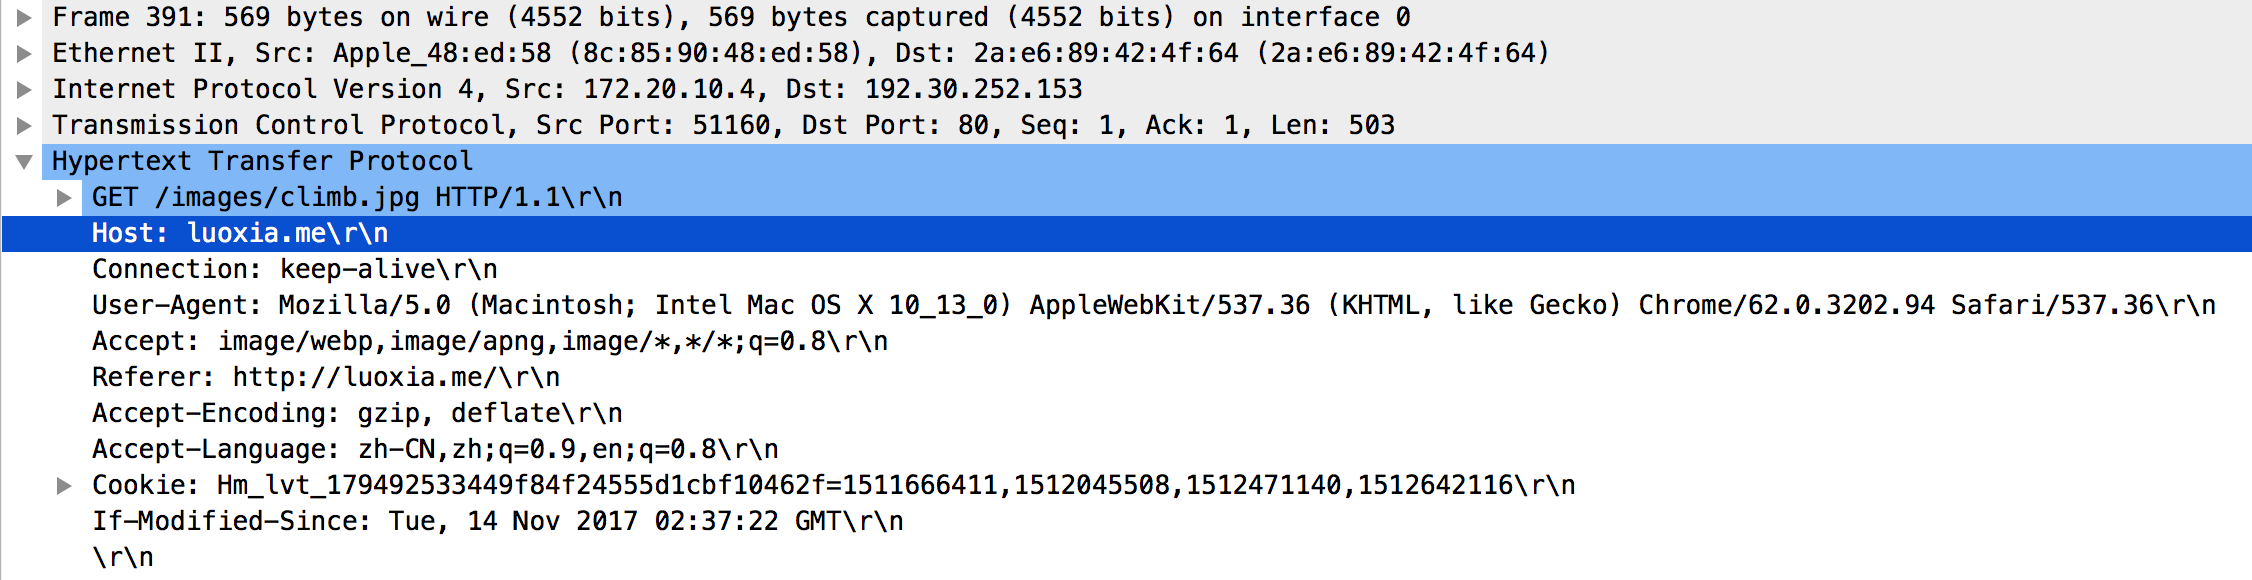 Frame 391: 569 bytes on wire (4552 bits), 569 bytes captured (4552 bits) on interface 0
Ethernet II, Src: Apple_48:ed:58 (8c:85:90:48:ed:58), Dst: 2a:e6:89:42:4f:64 (2a:e6:89:42:4f:64)
Internet Protocol Version 4, Src: 172.20.10.4, Dst: 192.30.252.153
Transmission Control Protocol, Src Port: 51160, Dst Port: 80, Seq: 1, Ack: 1, Len: 503
Hypertext Transfer Protocol
GET /images/climb.jpg HTTP/1.1\r\n
Host: luoxia.me\r\n
Connection: keep-alive\r\n
User-Agent: Mozilla/5.0 (Macintosh; Intel Mac OS X 10_13_0) AppleWebKit/537.36 (KHTML, like Gecko) Chrome/62.0.3202.94 Safari/537.36\r\n
Accept: image/webp,image/apng,image/*,*/*;q=0.8\r\n
Referer: http://luoxia.me/\r\n
Accept-Encoding: gzip, deflate\r\n
Accept-Language: zh-CN,zh;q=0.9,en;q=0.8\r\n
Cookie: Hm_lvt_179492533449f84f24555d1cbf10462f=1511666411,1512045508,1512471140,1512642116\r\n
If-Modified-Since: Tue, 14 Nov 2017 02:37:22 GMT\r\n
\r\n